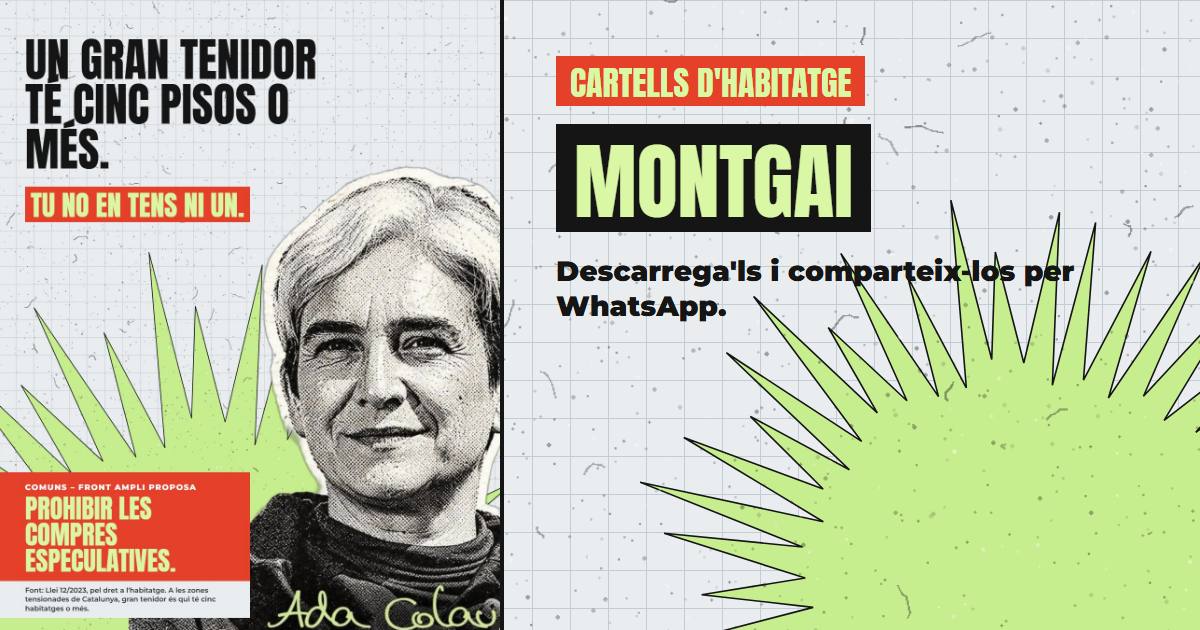 UN GRAN TENIDOR
TÉ CINC PISOS O
MÉS.
TU NO EN TENS NI UN.
COMUNS – FRONT AMPLI PROPOSA
PROHIBIR LES
COMPRES
ESPECULATIVES.
Font: Llei 12/2023, pel dret a l'habitatge. A les zones
tensionades de Catalunya, gran tenidor és qui té cinc
habitatges o més.
Ada Colau
CARTELLS D'HABITATGE
MONTGAI
Descarrega'ls i comparteix-los per
WhatsApp.